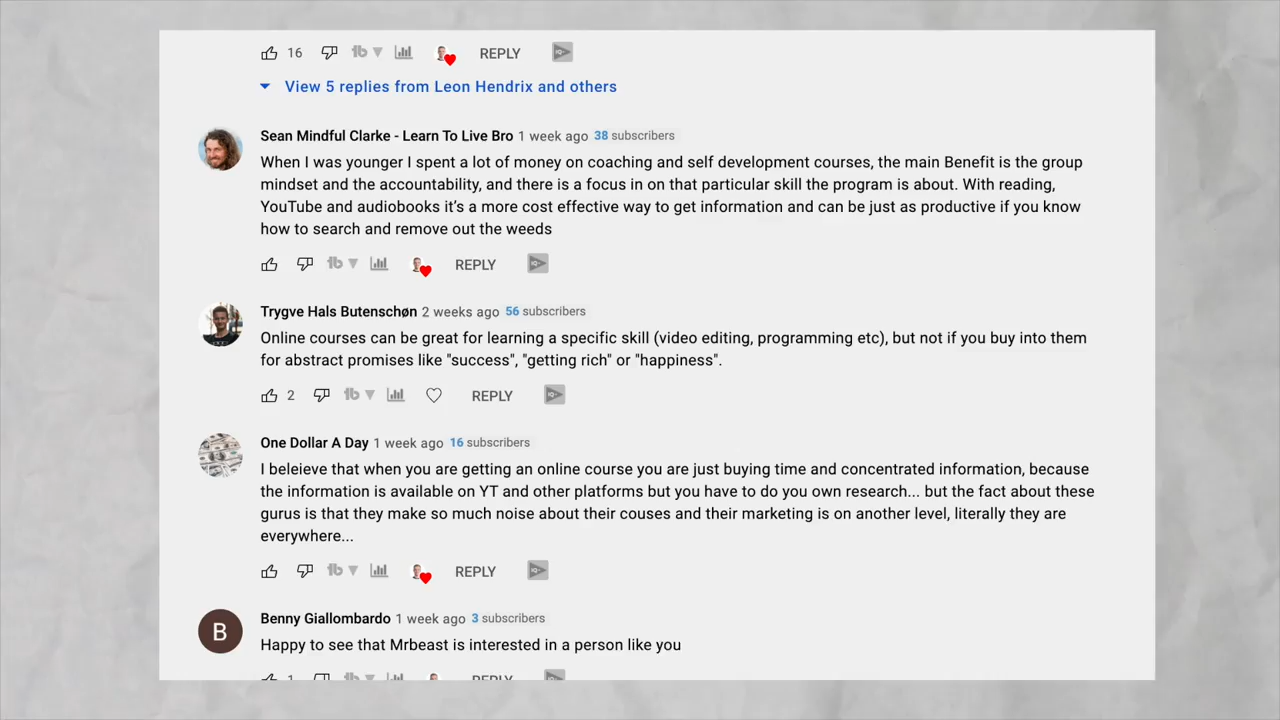 16 REPLY
View 5 replies from Leon Hendrix and others
Sean Mindful Clarke - Learn To Live Bro 1 week ago 38 subscribers
When I was younger I spent a lot of money on coaching and self development courses, the main Benefit is the group
mindset and the accountability, and there is a focus in on that particular skill the program is about. With reading,
YouTube and audiobooks it’s a more cost effective way to get information and can be just as productive if you know
how to search and remove out the weeds
REPLY
Trygve Hals Butenschøn 2 weeks ago 56 subscribers
Online courses can be great for learning a specific skill (video editing, programming etc), but not if you buy into them
for abstract promises like "success", "getting rich" or "happiness".
2 REPLY
One Dollar A Day 1 week ago 16 subscribers
I beleieve that when you are getting an online course you are just buying time and concentrated information, because
the information is available on YT and other platforms but you have to do you own research... but the fact about these
gurus is that they make so much noise about their couses and their marketing is on another level, literally they are
everywhere...
REPLY
B
Benny Giallombardo 1 week ago 3 subscribers
Happy to see that Mrbeast is interested in a person like you
1 REPLY